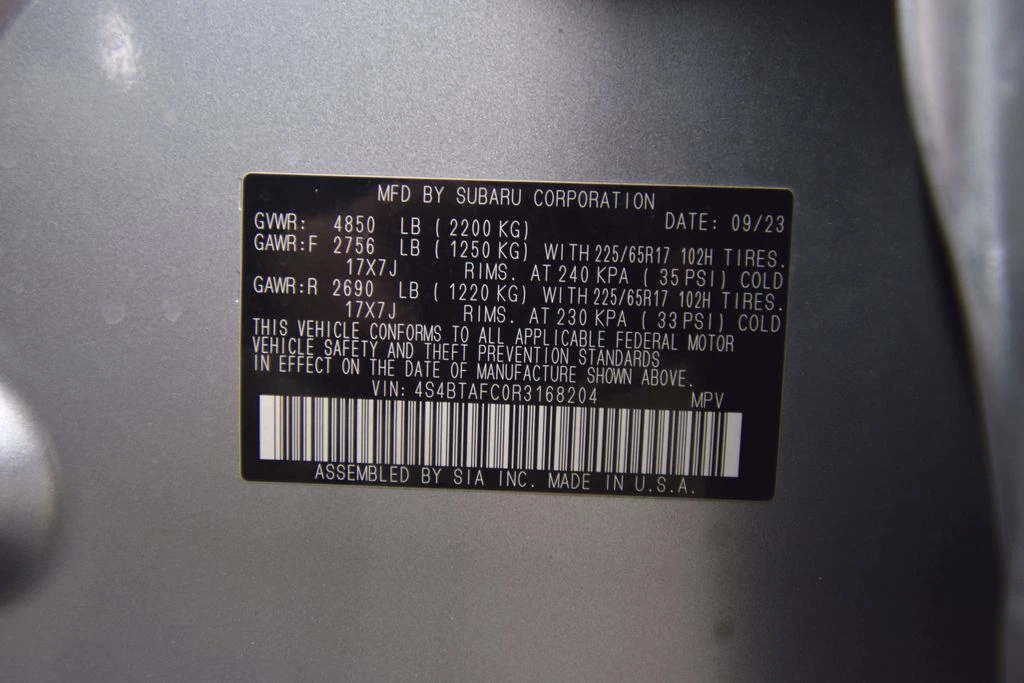 MFD BY SUBARU CORPORATION
GVWR: 4850 LB ( 2200 KG) DATE: 09/23
GAWR:F 2756 LB ( 1250 KG) WITH 225/65R17 102H TIRES.
17X7J RIMS. AT 240 KPA ( 35 PSI) COLD
GAWR:R 2690 LB ( 1220 KG) WITH 225/65R17 102H TIRES.
17X7J RIMS. AT 230 KPA ( 33 PSI) COLD
THIS VEHICLE CONFORMS TO ALL APPLICABLE FEDERAL MOTOR
VEHICLE SAFETY AND THEFT PREVENTION STANDARDS
IN EFFECT ON THE DATE OF MANUFACTURE SHOWN ABOVE.
VIN: 4S4BTAFC0R3168204 MPV
ASSEMBLED BY SIA INC. MADE IN U.S.A.